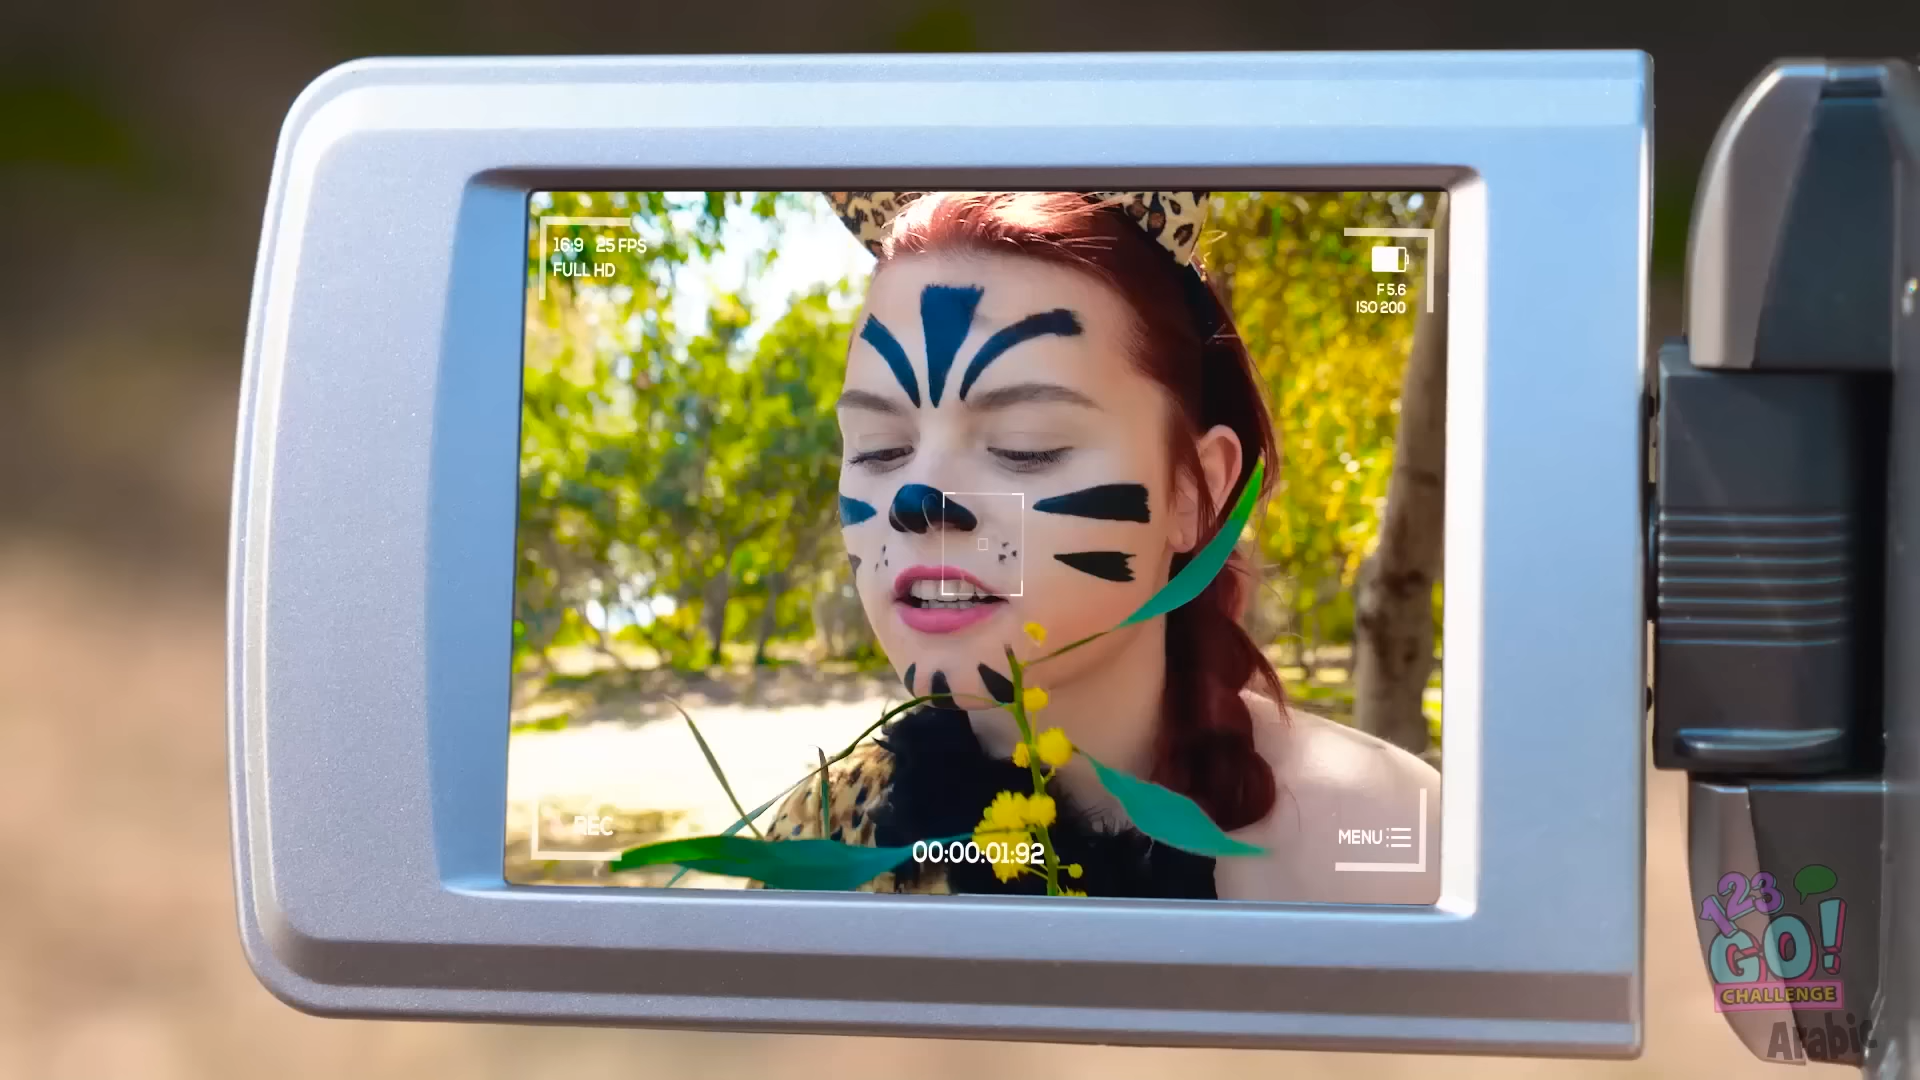 16:9 25 FPS
FULL HD
F 5.6
ISO 200
REC
00:00:01:92
MENU
123
GO!
CHALLENGE
Arabic